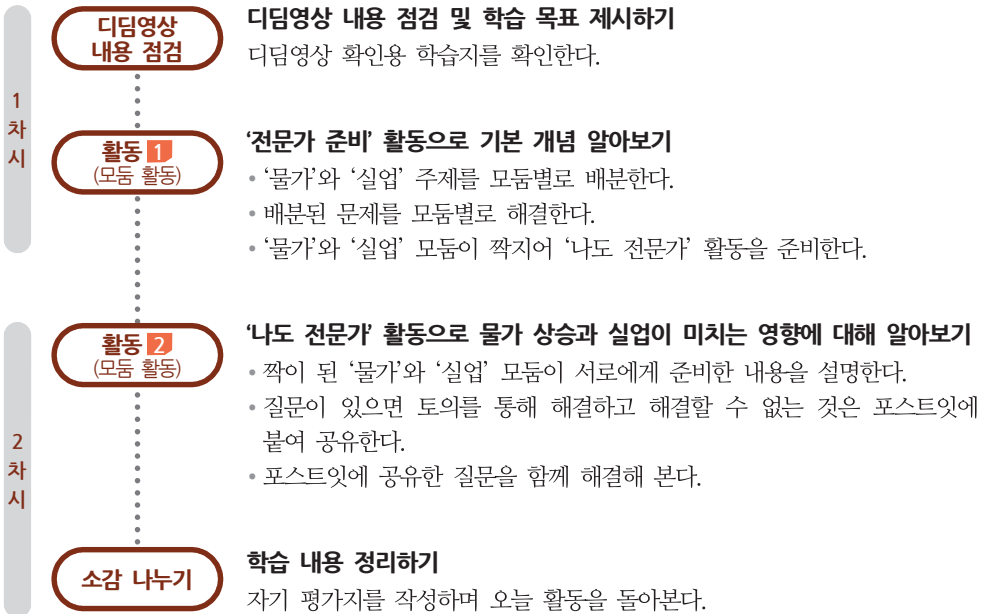 1
차
시
디딤영상
내용 점검
디딤영상 내용 점검 및 학습 목표 제시하기
디딤영상 확인용 학습지를 확인한다.
활동 1
(모둠 활동)
‘전문가 준비’ 활동으로 기본 개념 알아보기
• ‘물가’와 ‘실업’ 주제를 모둠별로 배분한다.
• 배분된 문제를 모둠별로 해결한다.
• ‘물가’와 ‘실업’ 모둠이 짝지어 ‘나도 전문가’ 활동을 준비한다.
2
차
시
활동 2
(모둠 활동)
‘나도 전문가’ 활동으로 물가 상승과 실업이 미치는 영향에 대해 알아보기
• 짝이 된 ‘물가’와 ‘실업’ 모둠이 서로에게 준비한 내용을 설명한다.
• 질문이 있으면 토의를 통해 해결하고 해결할 수 없는 것은 포스트잇에
붙여 공유한다.
• 포스트잇에 공유한 질문을 함께 해결해 본다.
소감 나누기
학습 내용 정리하기
자기 평가지를 작성하며 오늘 활동을 돌아본다.